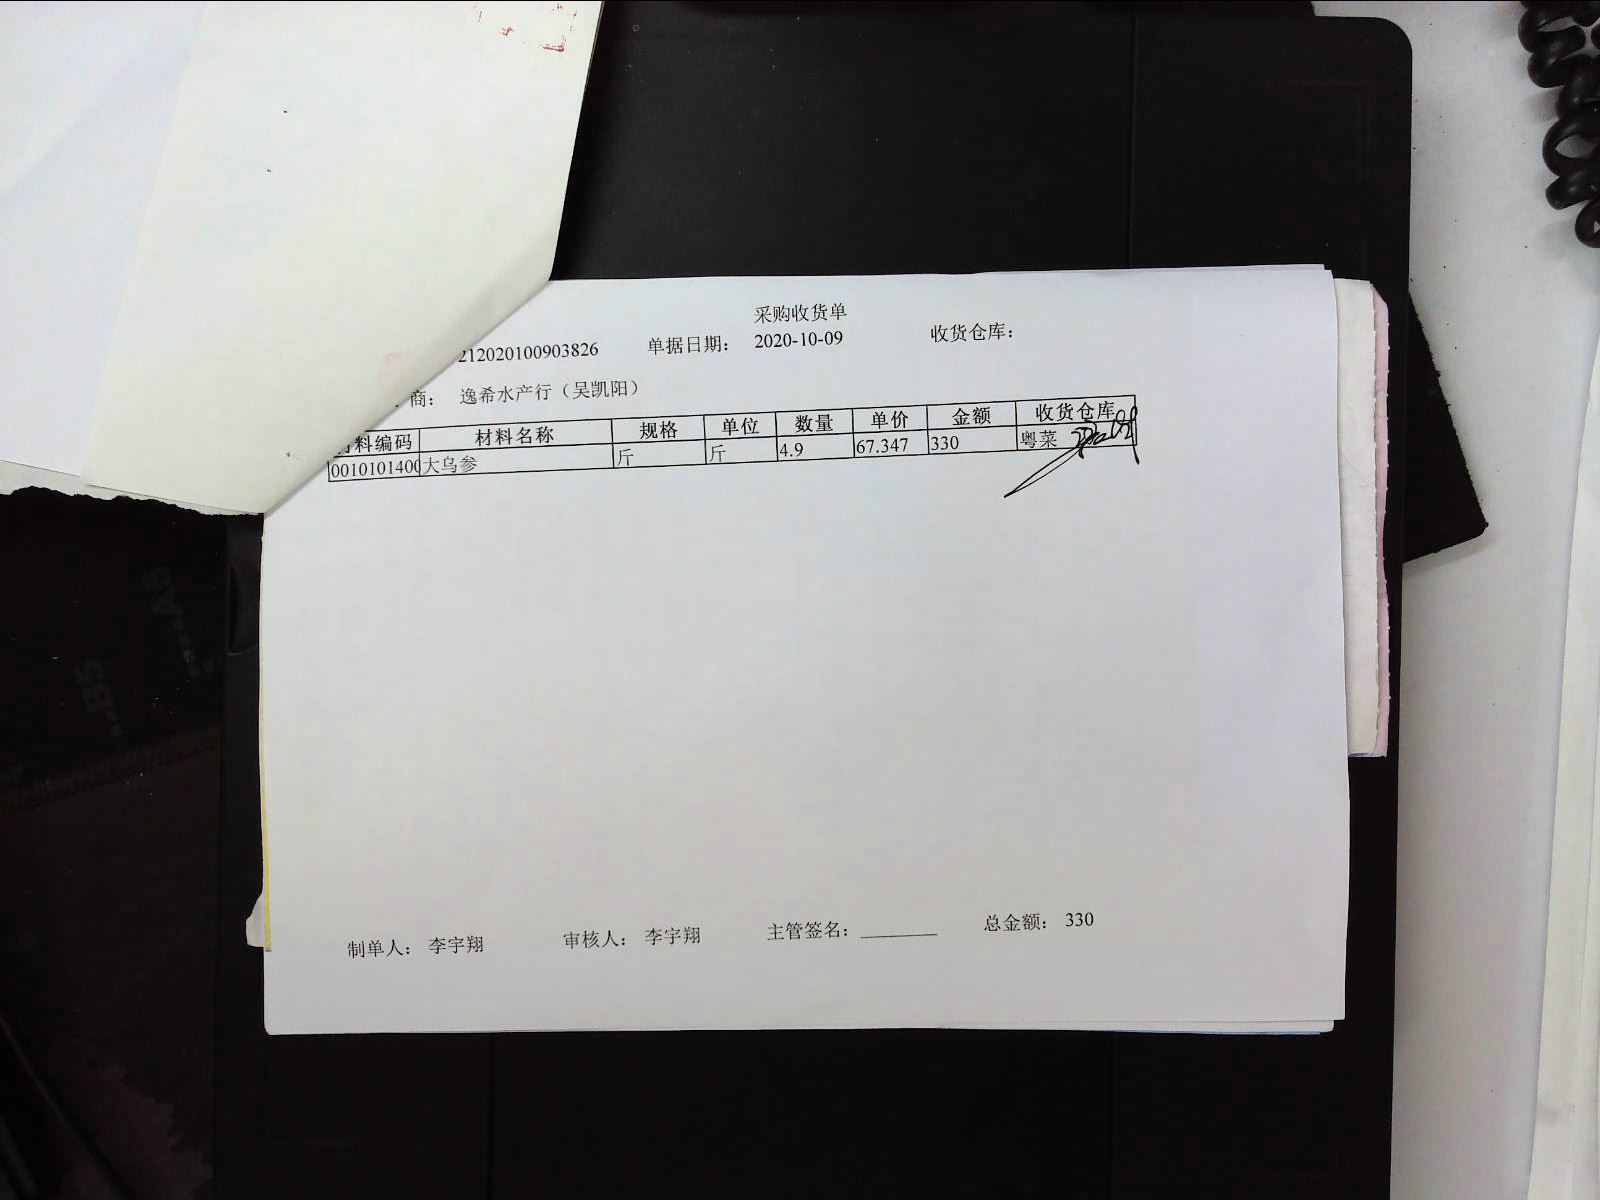 采购收货单
212020100903826 单据日期： 2020-10-09 收货仓库：
商： 逸希水产行（吴凯阳）
料编码 材料名称 规格 单位 数量 单价 金额 收货仓库
0010101400 大乌参 斤 斤 4.9 67.347 330 粤菜
制单人： 李宇翔 审核人： 李宇翔 主管签名： 总金额： 330